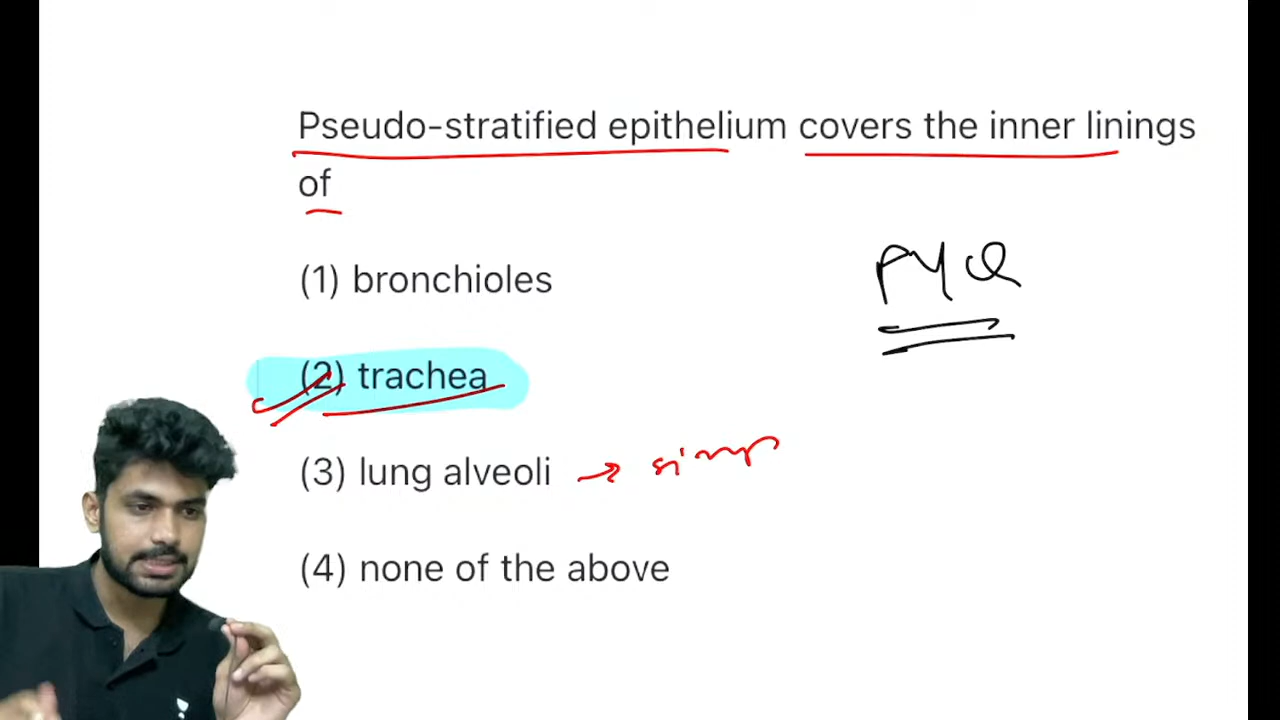 Pseudo-stratified epithelium covers the inner linings
of
(1) bronchioles
PYQ
(2) trachea
(3) lung alveoli → simp
(4) none of the above